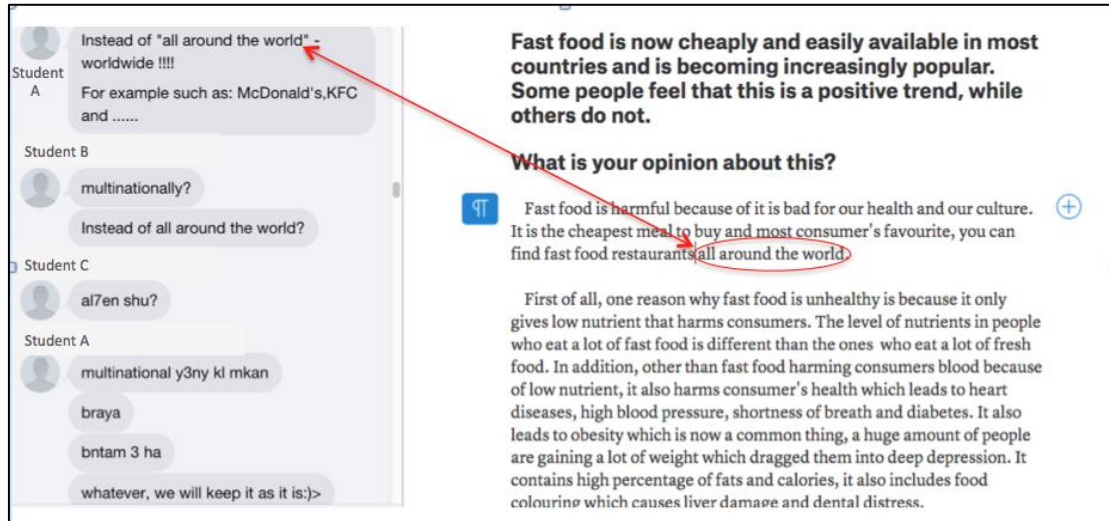 Instead of "all around the world" -
worldwide !!!!
Student
A
For example such as: McDonald's,KFC
and ......
Student B
multinationally?
Instead of all around the world?
Student C
al7en shu?
Student A
multinational y3ny kl mkan
braya
bntam 3 ha
whatever, we will keep it as it is:)>
Fast food is now cheaply and easily available in most
countries and is becoming increasingly popular.
Some people feel that this is a positive trend, while
others do not.
What is your opinion about this?
Fast food is harmful because of it is bad for our health and our culture.
It is the cheapest meal to buy and most consumer's favourite, you can
find fast food restaurants all around the world.
First of all, one reason why fast food is unhealthy is because it only
gives low nutrient that harms consumers. The level of nutrients in people
who eat a lot of fast food is different than the ones who eat a lot of fresh
food. In addition, other than fast food harming consumers blood because
of low nutrient, it also harms consumer's health which leads to heart
diseases, high blood pressure, shortness of breath and diabetes. It also
leads to obesity which is now a common thing, a huge amount of people
are gaining a lot of weight which dragged them into deep depression. It
contains high percentage of fats and calories, it also includes food
colouring which causes liver damage and dental distress.